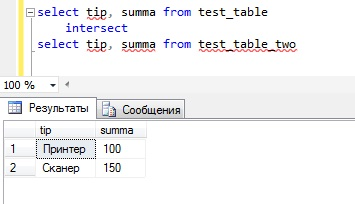 select tip, summa from test_table
intersect
select tip, summa from test_table_two
100 %
Результаты Сообщения
tip summa
1 Принтер 100
2 Сканер 150